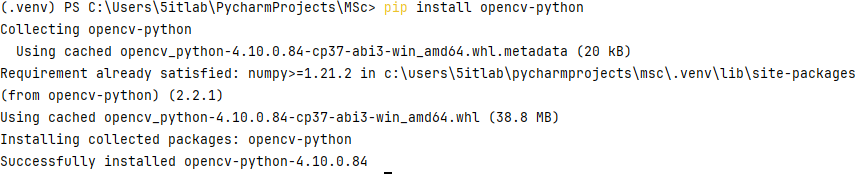 (.venv) PS C:\Users\5itlab\PycharmProjects\MSc> pip install opencv-python
Collecting opencv-python
  Using cached opencv_python-4.10.0.84-cp37-abi3-win_amd64.whl.metadata (20 kB)
Requirement already satisfied: numpy>=1.21.2 in c:\users\5itlab\pycharmprojects\msc\.venv\lib\site-packages
(from opencv-python) (2.2.1)
Using cached opencv_python-4.10.0.84-cp37-abi3-win_amd64.whl (38.8 MB)
Installing collected packages: opencv-python
Successfully installed opencv-python-4.10.0.84